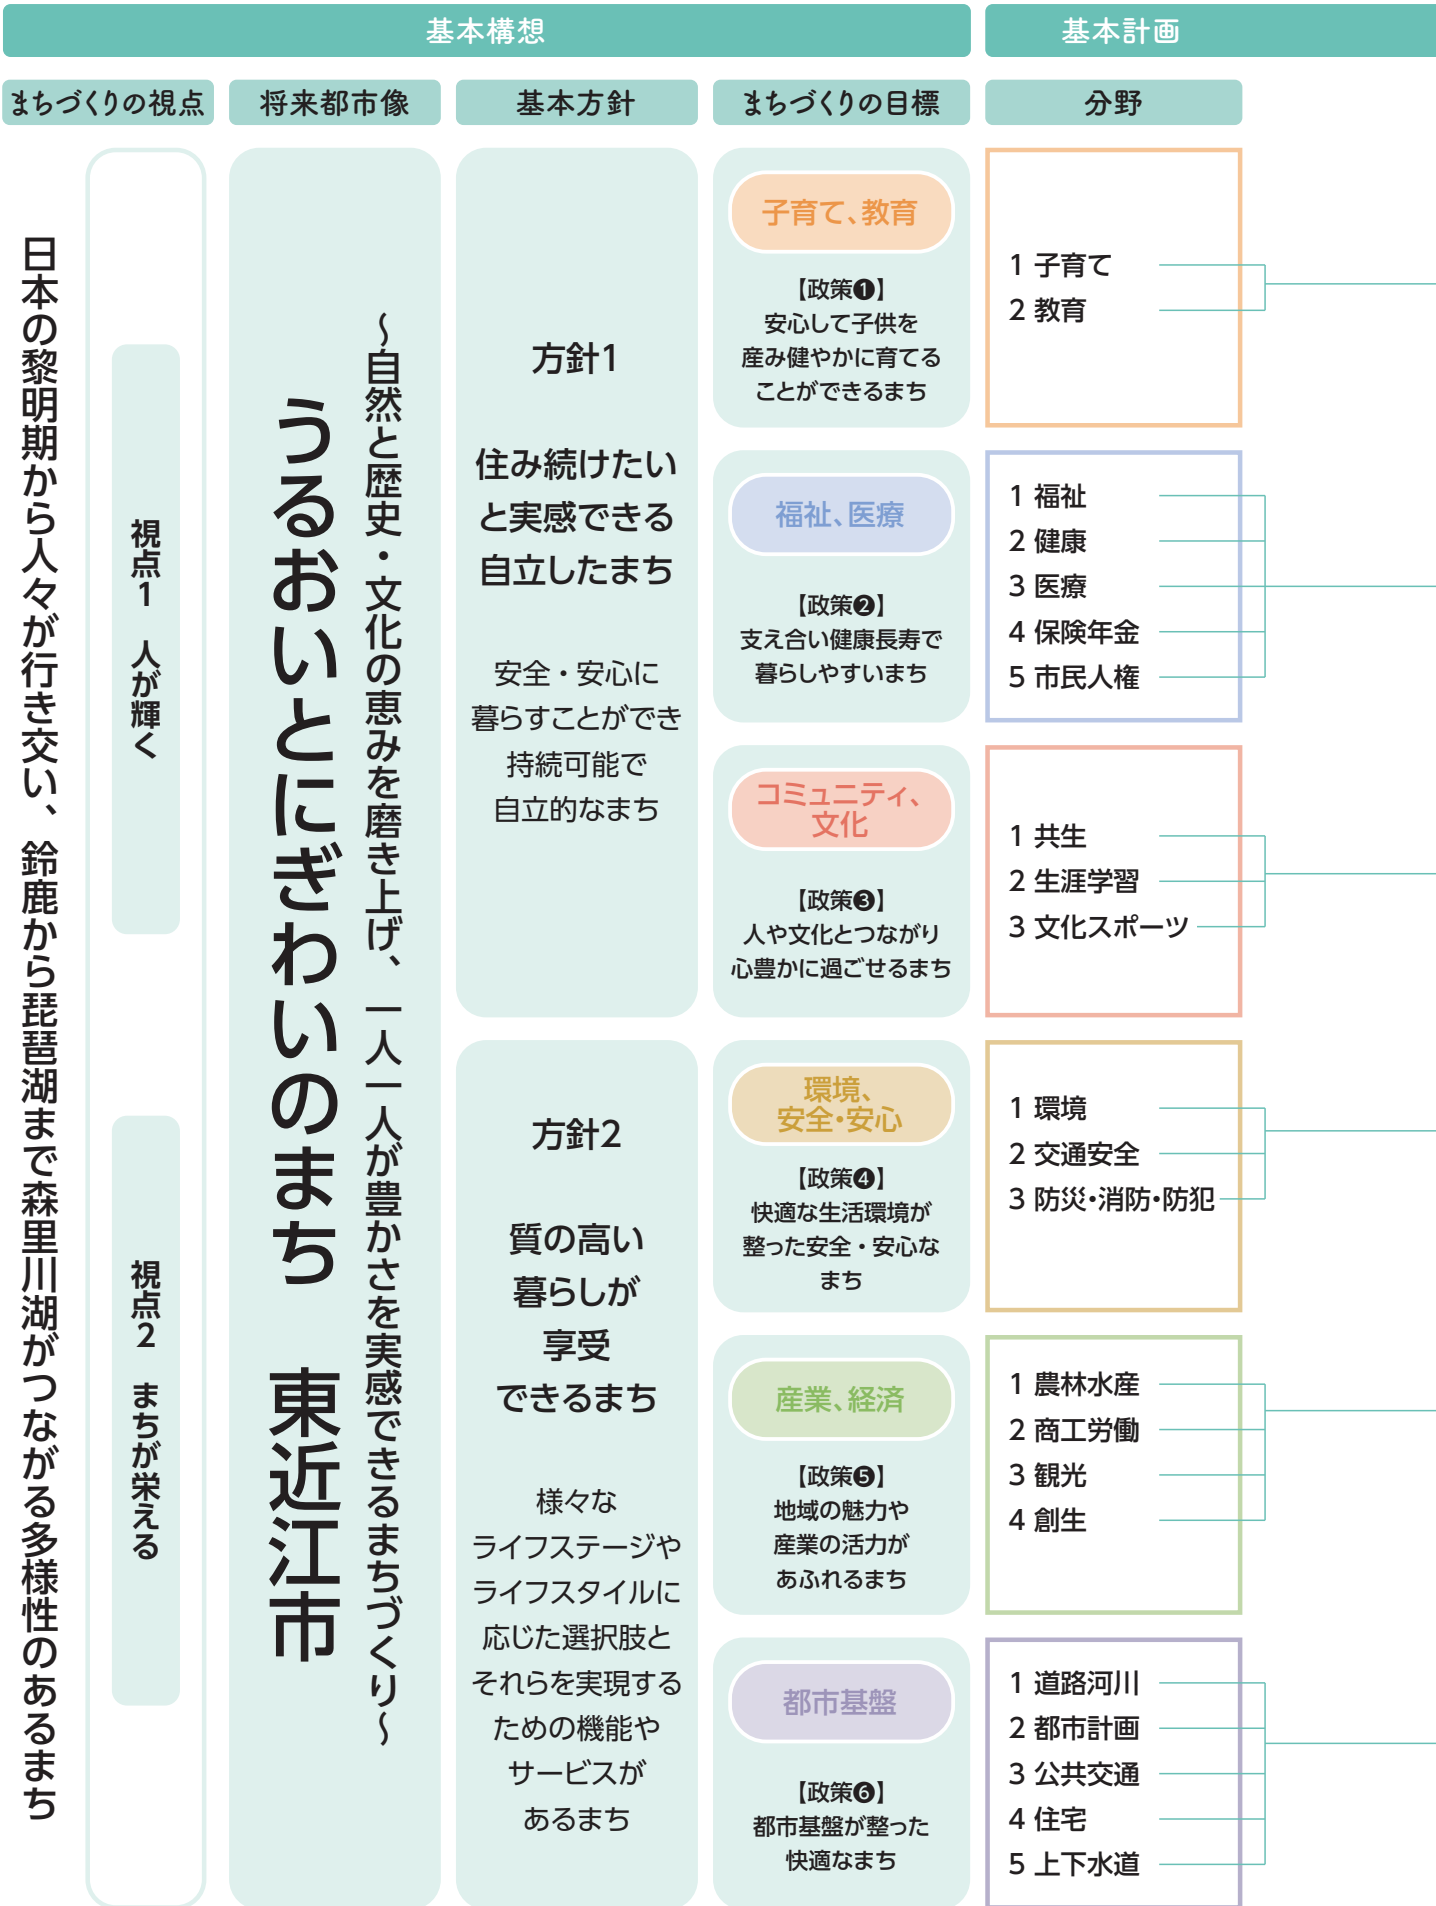 基本構想
基本計画
まちづくりの視点
将来都市像
基本方針
まちづくりの目標
分野
日本の黎明期から人々が行き交い、鈴鹿から琵琶湖まで森里川湖がつながる多様性のあるまち
視点1 人が輝く
視点2 まちが栄える
～自然と歴史・文化の恵みを磨き上げ、一人一人が豊かさを実感できるまちづくり～
うるおいとにぎわいのまち 東近江市
方針1
住み続けたい
と実感できる
自立したまち
安全・安心に
暮らすことができ
持続可能で
自立的なまち
方針2
質の高い
暮らしが
享受
できるまち
様々な
ライフステージや
ライフスタイルに
応じた選択肢と
それらを実現する
ための機能や
サービスが
あるまち
子育て、教育
【政策❶】
安心して子供を
産み健やかに育てる
ことができるまち
1 子育て
2 教育
福祉、医療
【政策❷】
支え合い健康長寿で
暮らしやすいまち
1 福祉
2 健康
3 医療
4 保険年金
5 市民人権
コミュニティ、
文化
【政策❸】
人や文化とつながり
心豊かに過ごせるまち
1 共生
2 生涯学習
3 文化スポーツ
環境、
安全・安心
【政策❹】
快適な生活環境が
整った安全・安心な
まち
1 環境
2 交通安全
3 防災・消防・防犯
産業、経済
【政策❺】
地域の魅力や
産業の活力が
あふれるまち
1 農林水産
2 商工労働
3 観光
4 創生
都市基盤
【政策❻】
都市基盤が整った
快適なまち
1 道路河川
2 都市計画
3 公共交通
4 住宅
5 上下水道